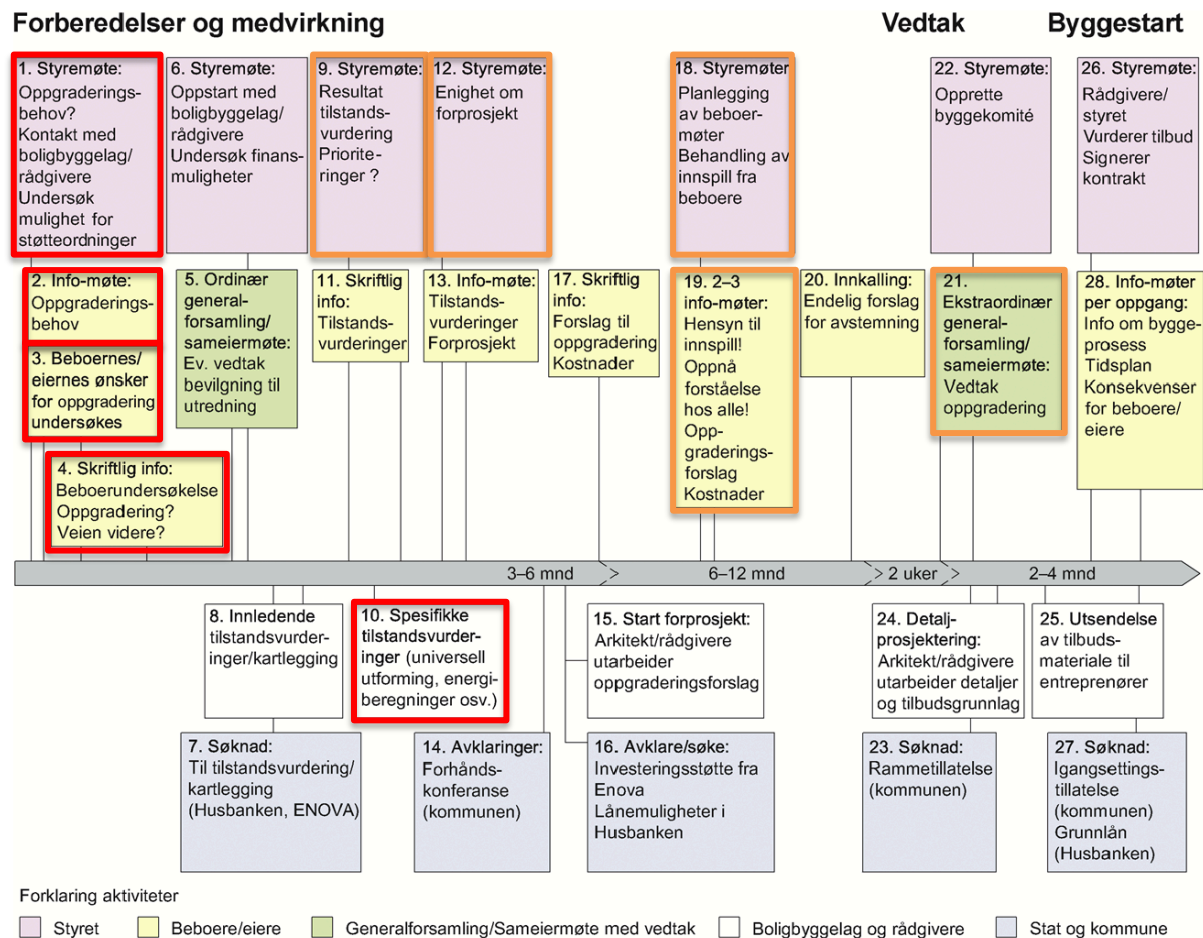 Forberedelser og medvirkning
Vedtak
Byggestart
1. Styremøte:
Oppgraderings-
behov?
Kontakt med
boligbyggelag/
rådgivere
Undersøk
mulighet for
støtteordninger
6. Styremøte:
Oppstart med
boligbyggelag/
rådgivere
Undersøk finans-
muligheter
9. Styremøte:
Resultat
tilstands-
vurdering
Priorite-
ringer ?
12. Styremøte:
Enighet om
forprosjekt
18. Styremøter
Planlegging
av beboer-
møter
Behandling av
innspill fra
beboere
22. Styremøte:
Opprette
byggekomité
26. Styremøte:
Rådgivere/
styret
Vurderer tilbud
Signerer
kontrakt
2. Info-møte:
Oppgraderings-
behov
3. Beboernes/
eiernes ønsker
for oppgradering
undersøkes
4. Skriftlig info:
Beboerundersøkelse
Oppgradering?
Veien videre?
5. Ordinær
general-
forsamling/
sameiermøte:
Ev. vedtak
bevilgning til
utredning
11. Skriftlig
info:
Tilstands-
vurderinger
13. Info-møte:
Tilstands-
vurderinger
Forprosjekt
17. Skriftlig
info:
Forslag til
oppgradering
Kostnader
19. 2–3
info-møter:
Hensyn til
innspill!
Oppnå
forståelse
hos alle!
Opp-
graderings-
forslag
Kostnader
20. Innkalling:
Endelig forslag
for avstemning
21.
Ekstraordinær
general-
forsamling/
sameiermøte:
Vedtak
oppgradering
28. Info-møter
per oppgang:
Info om bygge-
prosess
Tidsplan
Konsekvenser
for beboere/
eiere
3–6 mnd
6–12 mnd
2 uker
2–4 mnd
8. Innledende
tilstandsvurder-
inger/kartlegging
10. Spesifikke
tilstandsvurder-
inger (universell
utforming, energi-
beregninger osv.)
15. Start forprosjekt:
Arkitekt/rådgivere
utarbeider
oppgraderingsforslag
24. Detalj-
prosjektering:
Arkitekt/rådgivere
utarbeider detaljer
og tilbudsgrunnlag
25. Utsendelse
av tilbuds-
materiale til
entreprenører
7. Søknad:
Til tilstandsvurdering/
kartlegging
(Husbanken, ENOVA)
14. Avklaringer:
Forhånds-
konferanse
(kommunen)
16. Avklare/søke:
Investeringsstøtte fra
Enova
Lånemuligheter i
Husbanken
23. Søknad:
Rammetillatelse
(kommunen)
27. Søknad:
Igangsettings-
tillatelse
(kommunen)
Grunnlån
(Husbanken)
Forklaring aktiviteter
Styret
Beboere/eiere
Generalforsamling/Sameiermøte med vedtak
Boligbyggelag og rådgivere
Stat og kommune